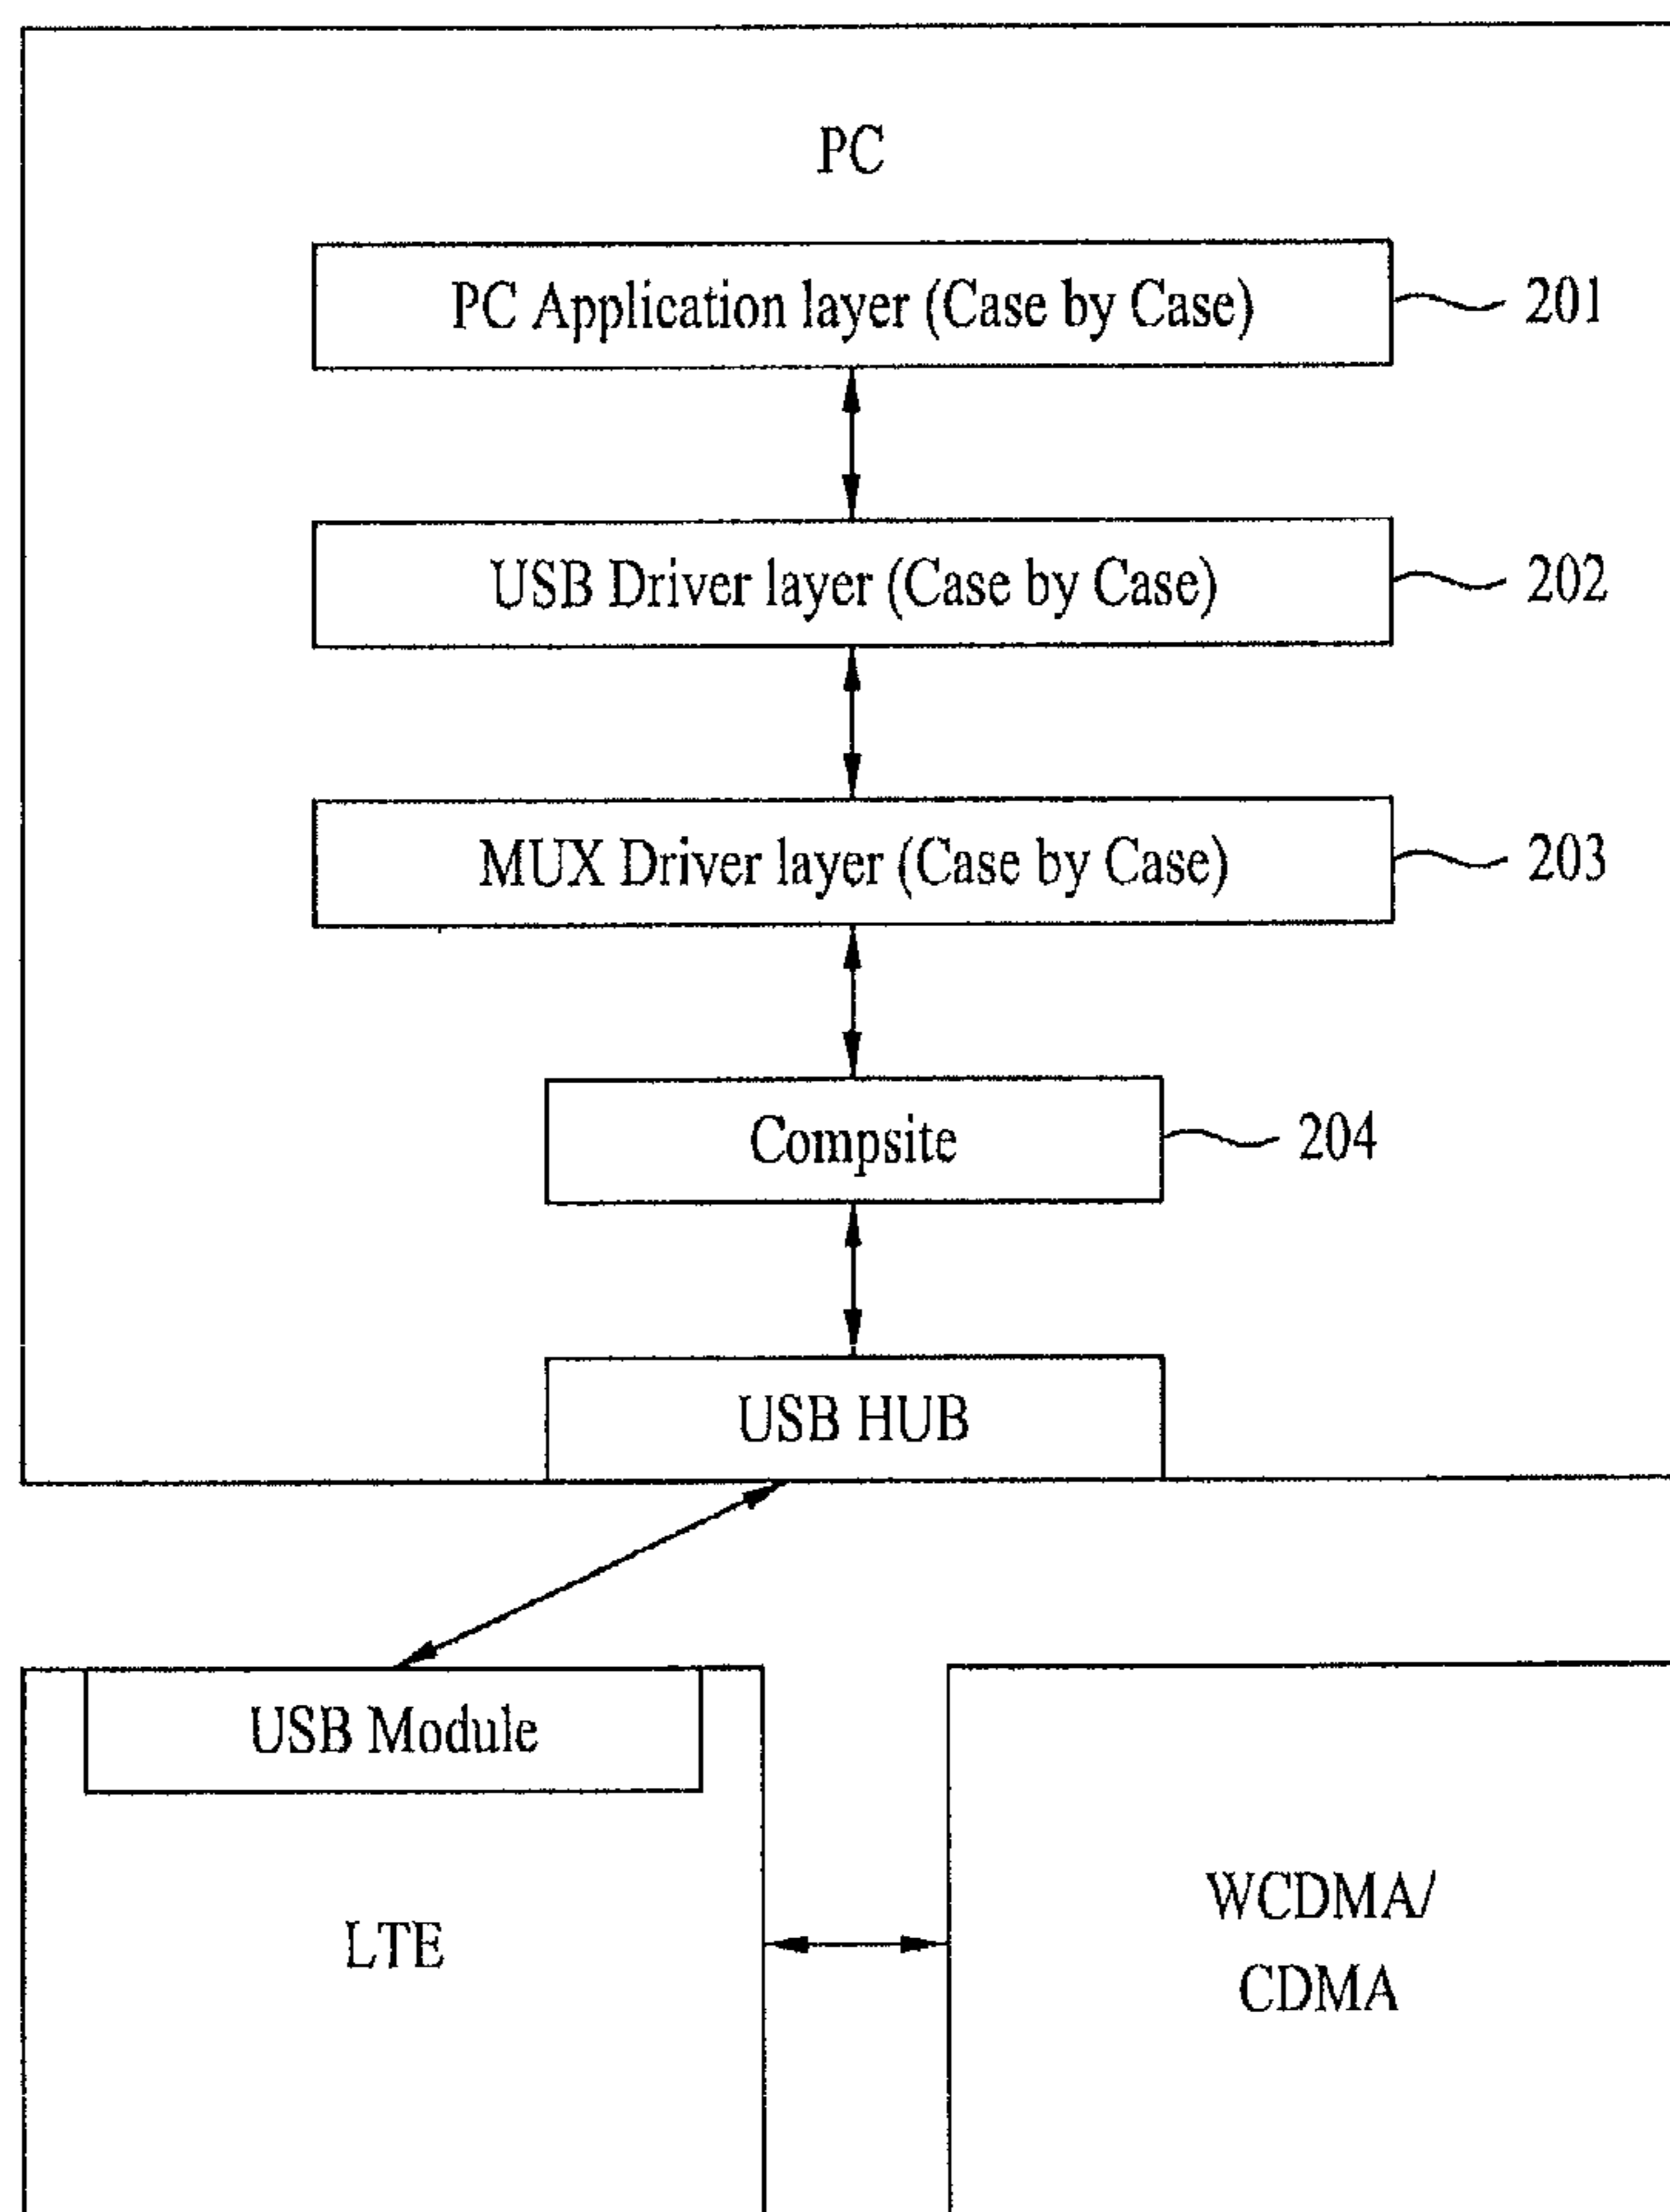 PC
PC Application layer (Case by Case)
201
USB Driver layer (Case by Case)
202
MUX Driver layer (Case by Case)
203
Compsite
204
USB HUB
USB Module
LTE
WCDMA/
CDMA